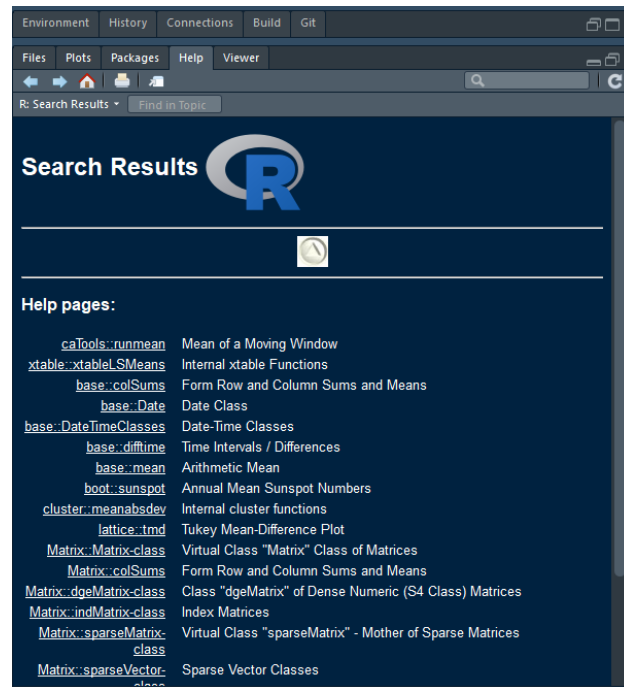 Environment History Connections Build Git
Files Plots Packages Help Viewer
R: Search Results Find in Topic
Search Results R
Help pages:
caTools::runmean Mean of a Moving Window
xtable::xtableLSMeans Internal xtable Functions
base::colSums Form Row and Column Sums and Means
base::Date Date Class
base::DateTimeClasses Date-Time Classes
base::difftime Time Intervals / Differences
base::mean Arithmetic Mean
boot::sunspot Annual Mean Sunspot Numbers
cluster::meanabsdev Internal cluster functions
lattice::tmd Tukey Mean-Difference Plot
Matrix::Matrix-class Virtual Class "Matrix" Class of Matrices
Matrix::colSums Form Row and Column Sums and Means
Matrix::dgeMatrix-class Class "dgeMatrix" of Dense Numeric (S4 Class) Matrices
Matrix::indMatrix-class Index Matrices
Matrix::sparseMatrix- Virtual Class "sparseMatrix" - Mother of Sparse Matrices
class
Matrix::sparseVector- Sparse Vector Classes
class